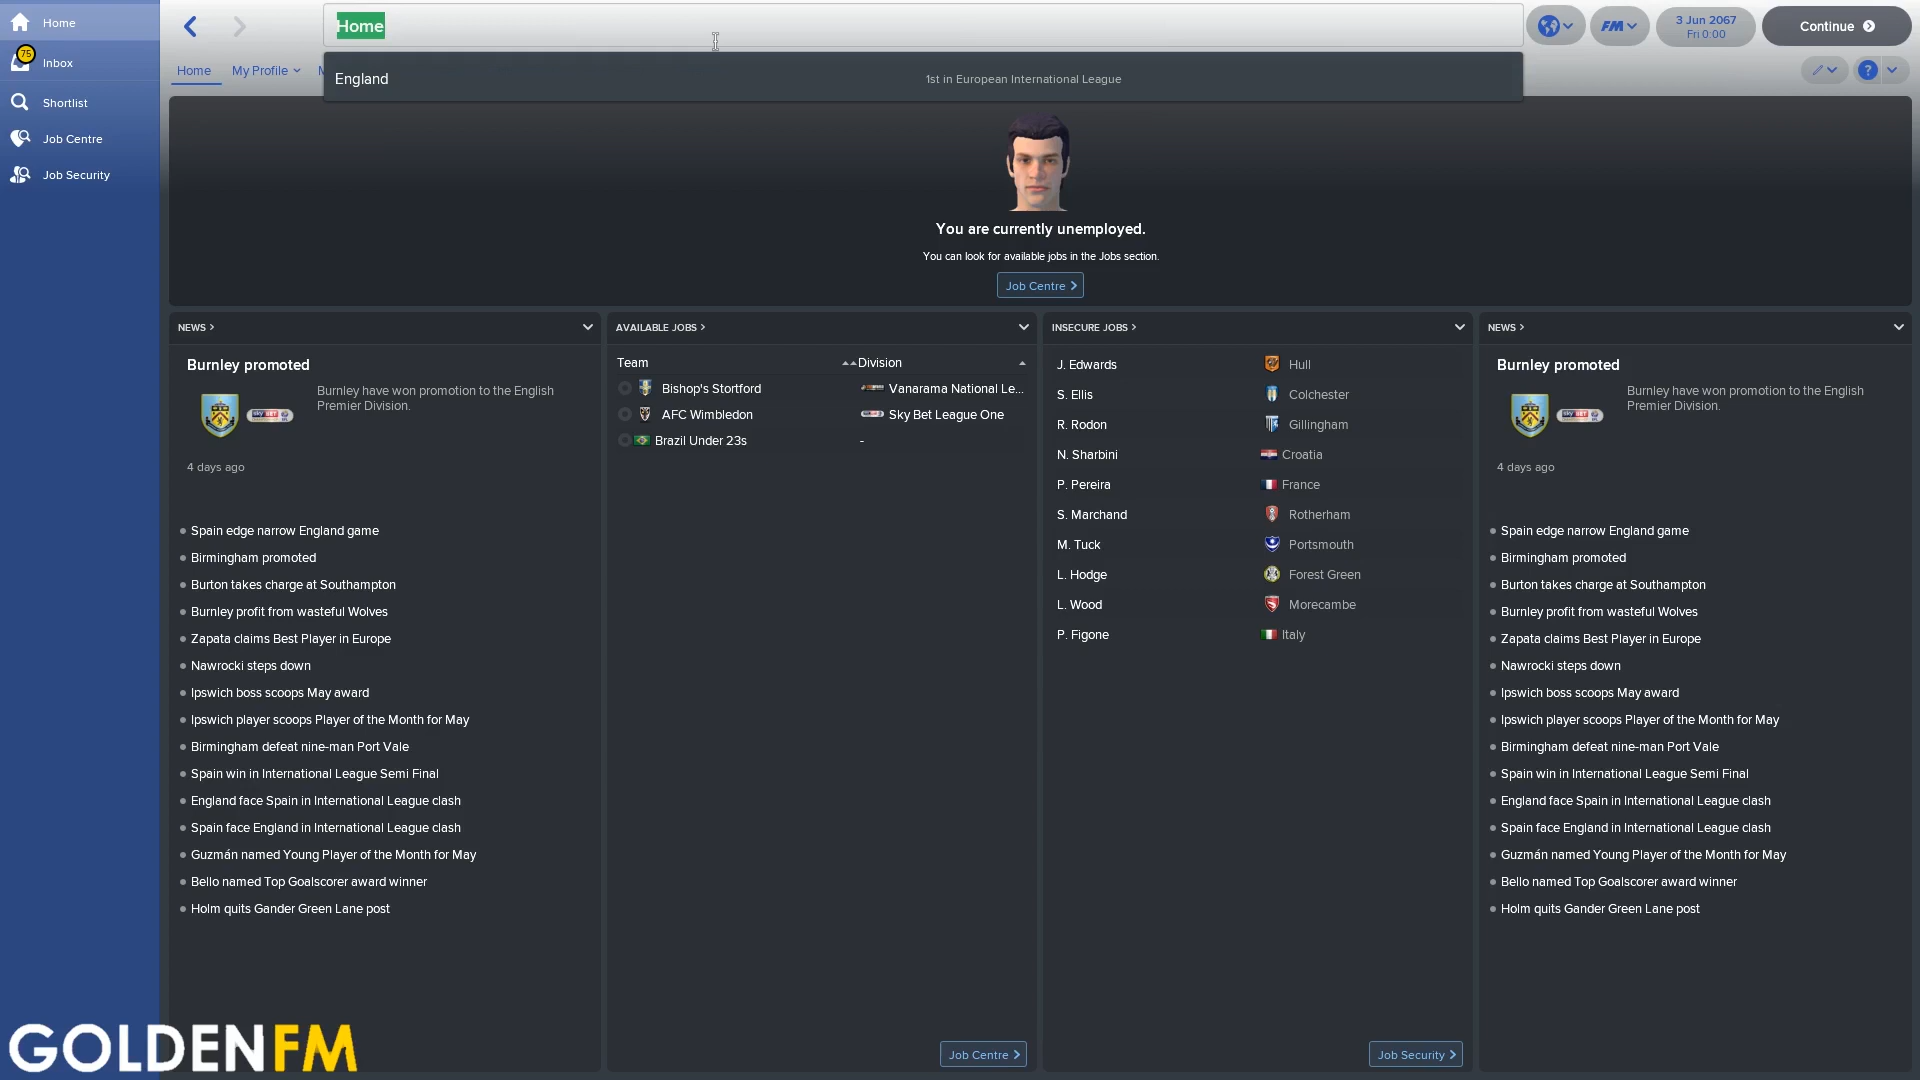 Home
75
Inbox
Shortlist
Job Centre
Job Security
Home
England
1st in European International League
FM
3 Jun 2067
Fri 0:00
Continue
Home
My Profile
?
You are currently unemployed.
You can look for available jobs in the Jobs section.
Job Centre
NEWS
Burnley promoted
Burnley have won promotion to the English
Premier Division.
4 days ago
Spain edge narrow England game
Birmingham promoted
Burton takes charge at Southampton
Burnley profit from wasteful Wolves
Zapata claims Best Player in Europe
Nawrocki steps down
Ipswich boss scoops May award
Ipswich player scoops Player of the Month for May
Birmingham defeat nine-man Port Vale
Spain win in International League Semi Final
England face Spain in International League clash
Spain face England in International League clash
Guzmán named Young Player of the Month for May
Bello named Top Goalscorer award winner
Holm quits Gander Green Lane post
AVAILABLE JOBS
Team Division
Bishop's Stortford Vanarama National Le...
AFC Wimbledon Sky Bet League One
Brazil Under 23s -
Job Centre
INSECURE JOBS
J. Edwards Hull
S. Ellis Colchester
R. Rodon Gillingham
N. Sharbini Croatia
P. Pereira France
S. Marchand Rotherham
M. Tuck Portsmouth
L. Hodge Forest Green
L. Wood Morecambe
P. Figone Italy
Job Security
NEWS
Burnley promoted
Burnley have won promotion to the English
Premier Division.
4 days ago
Spain edge narrow England game
Birmingham promoted
Burton takes charge at Southampton
Burnley profit from wasteful Wolves
Zapata claims Best Player in Europe
Nawrocki steps down
Ipswich boss scoops May award
Ipswich player scoops Player of the Month for May
Birmingham defeat nine-man Port Vale
Spain win in International League Semi Final
England face Spain in International League clash
Spain face England in International League clash
Guzmán named Young Player of the Month for May
Bello named Top Goalscorer award winner
Holm quits Gander Green Lane post
GOLDENFM